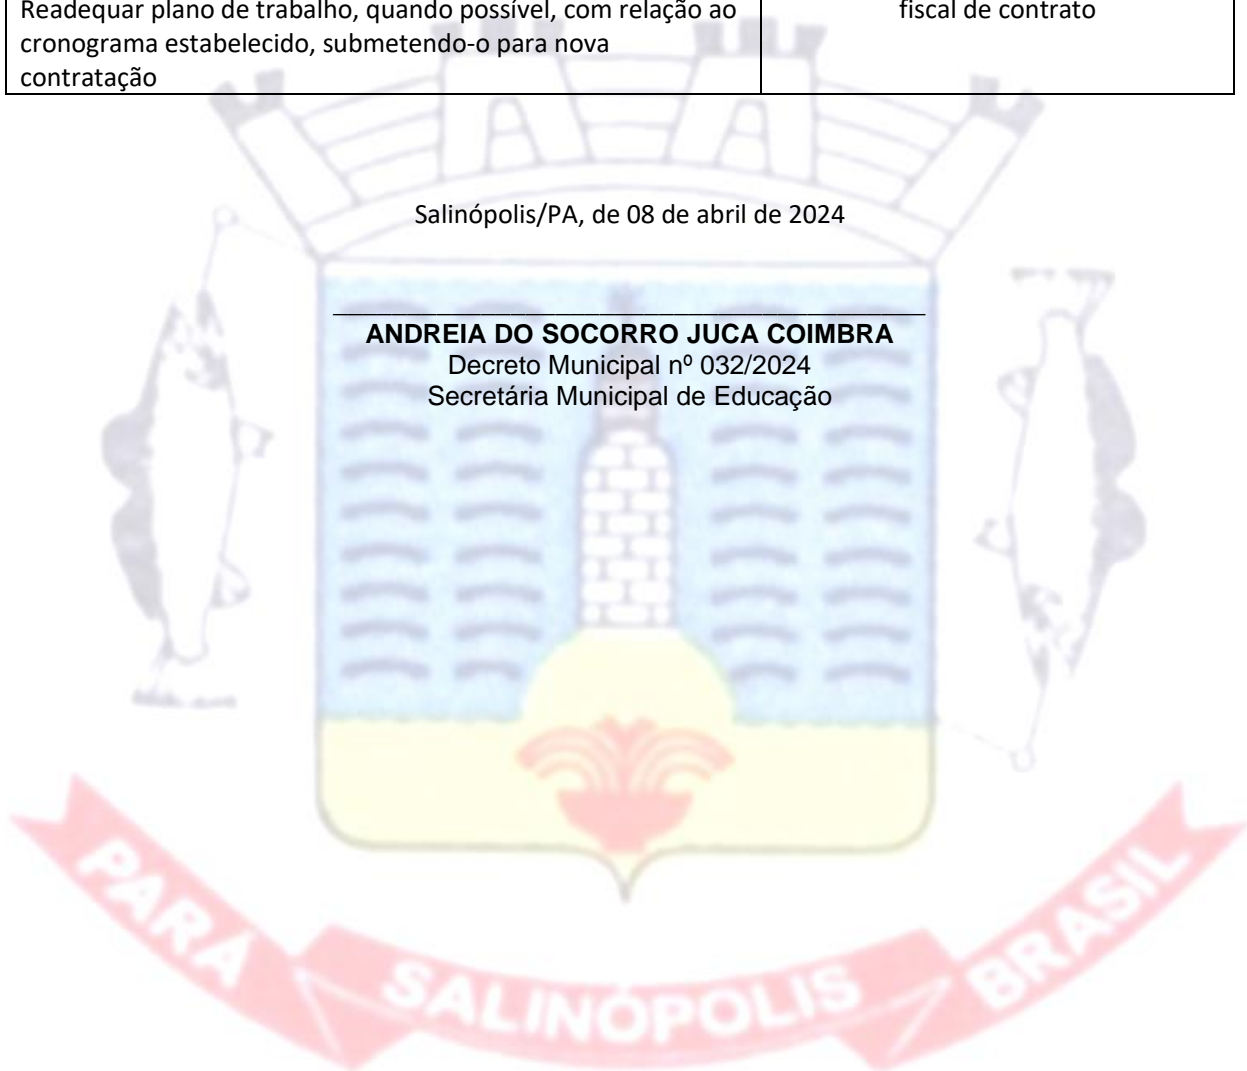 Readequar plano de trabalho, quando possível, com relação ao
cronograma estabelecido, submetendo-o para nova
contratação
fiscal de contrato
Salinópolis/PA, de 08 de abril de 2024
ANDREIA DO SOCORRO JUCA COIMBRA
Decreto Municipal nº 032/2024
Secretária Municipal de Educação
PARÁ
SALINÓPOLIS
BRASIL